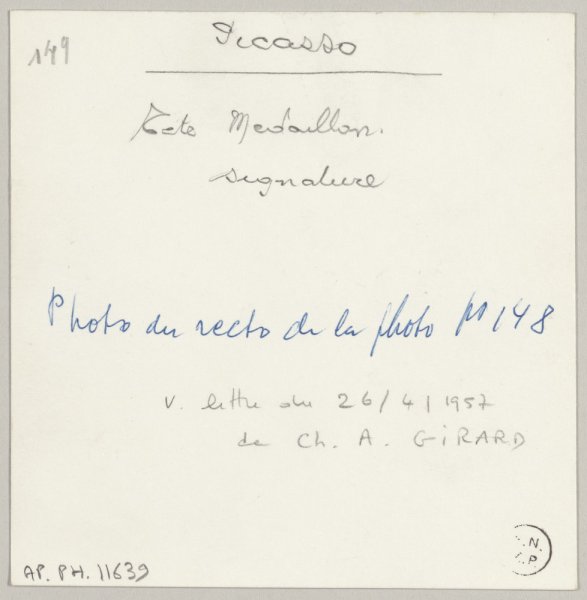 149
Picasso
Tete Medaillon.
signature
Photo du recto de la photo N 148
v. lettre du 26/4/1957
de Ch. A. GiRARD
.N.
.P
AP. PH. 11639